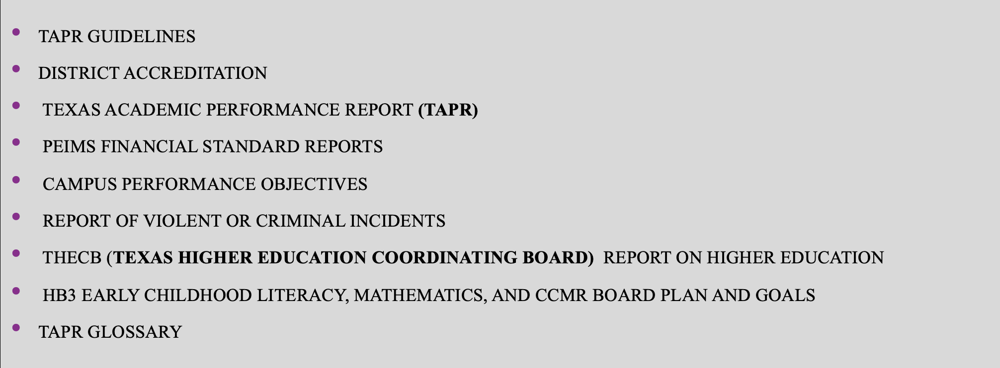 • TAPR GUIDELINES
• DISTRICT ACCREDITATION
• TEXAS ACADEMIC PERFORMANCE REPORT (TAPR)
• PEIMS FINANCIAL STANDARD REPORTS
• CAMPUS PERFORMANCE OBJECTIVES
• REPORT OF VIOLENT OR CRIMINAL INCIDENTS
• THECB (TEXAS HIGHER EDUCATION COORDINATING BOARD) REPORT ON HIGHER EDUCATION
• HB3 EARLY CHILDHOOD LITERACY, MATHEMATICS, AND CCMR BOARD PLAN AND GOALS
• TAPR GLOSSARY